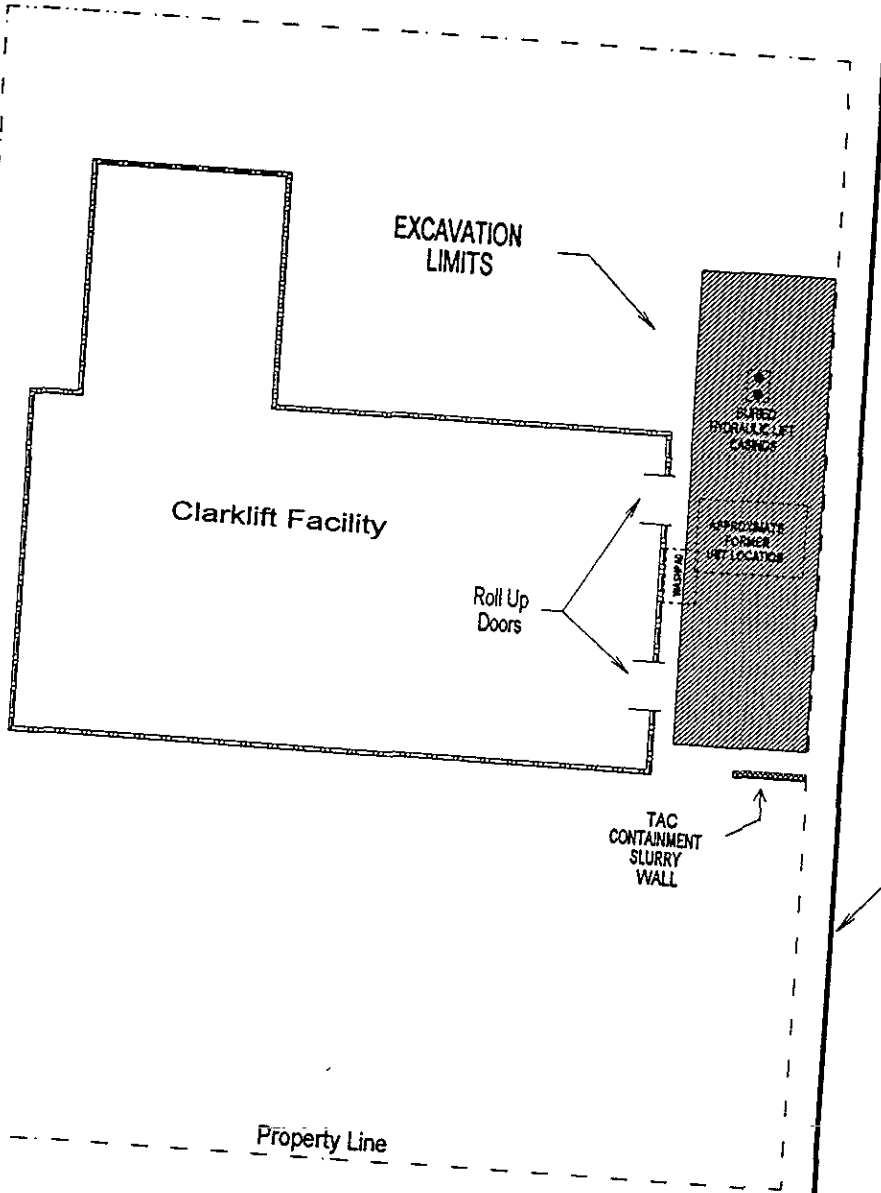 EXCAVATION
LIMITS
BURIED
HYDRAULIC LIFT
CASINGS
Clarklift Facility
APPROXIMATE
FORMER
LOCATION
WASHPAD
Roll Up
Doors
TAC
CONTAINMENT
SLURRY
WALL
Property Line